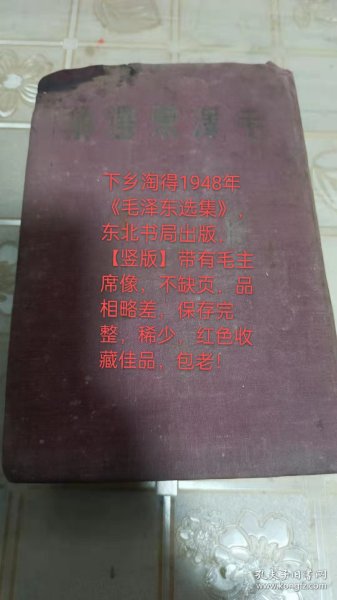 集選東澤毛
下乡淘得1948年
《毛泽东选集》，
东北书局出版，
【竖版】带有毛主
席像，不缺页，品
相略差，保存完
整，稀少，红色收
藏佳品，包老！
孔夫子旧书网
www.kongfz.com